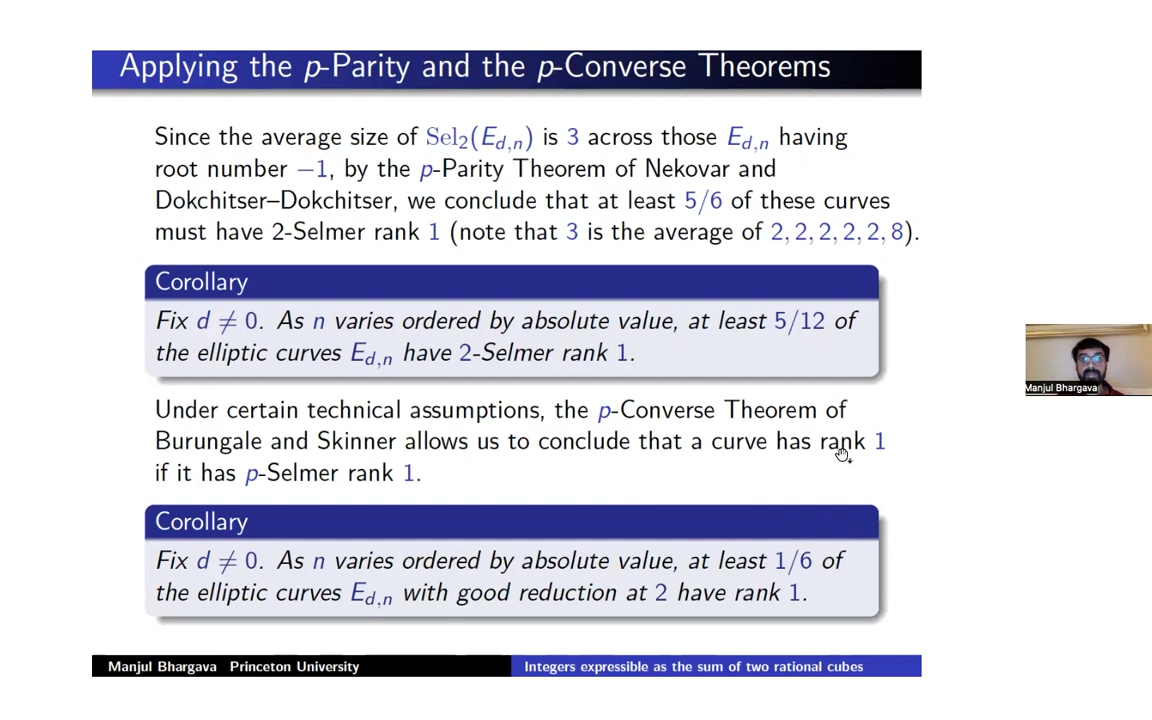 Applying the p-Parity and the p-Converse Theorems
Since the average size of Sel₂(E_{d,n}) is 3 across those E_{d,n} having
root number −1, by the p-Parity Theorem of Nekovar and
Dokchitser–Dokchitser, we conclude that at least 5/6 of these curves
must have 2-Selmer rank 1 (note that 3 is the average of 2, 2, 2, 2, 2, 8).
Corollary
Fix d ≠ 0. As n varies ordered by absolute value, at least 5/12 of
the elliptic curves E_{d,n} have 2-Selmer rank 1.
Under certain technical assumptions, the p-Converse Theorem of
Burungale and Skinner allows us to conclude that a curve has rank 1
if it has p-Selmer rank 1.
Corollary
Fix d ≠ 0. As n varies ordered by absolute value, at least 1/6 of
the elliptic curves E_{d,n} with good reduction at 2 have rank 1.
Manjul Bhargava Princeton University
Integers expressible as the sum of two rational cubes
Manjul Bhargava